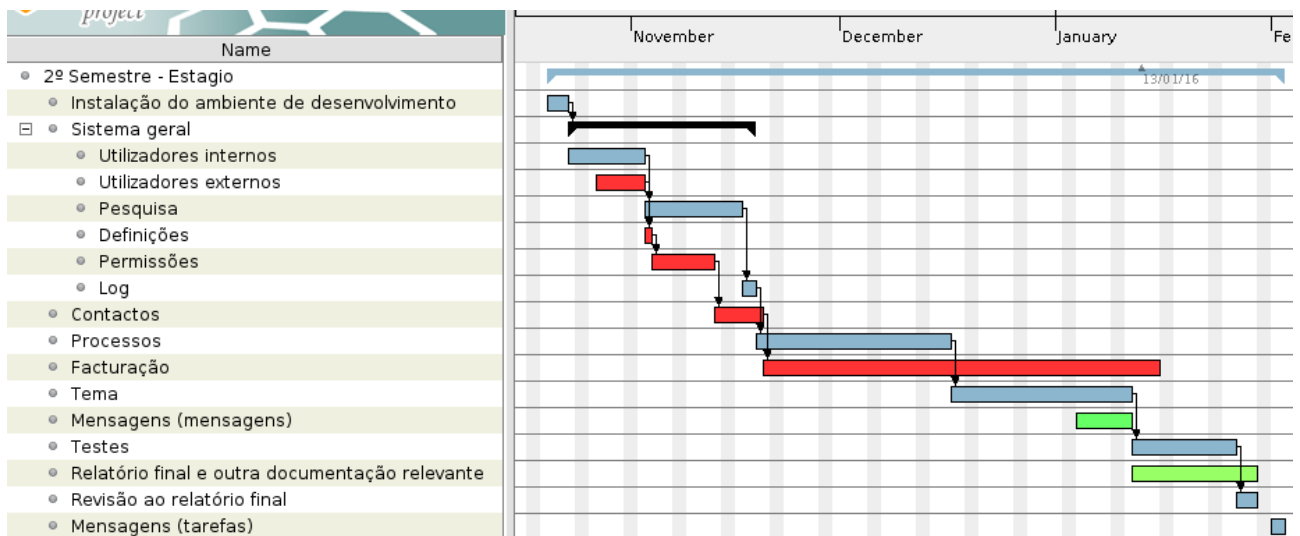 project
November December January Fe
Name
2º Semestre - Estagio
13/01/16
Instalação do ambiente de desenvolvimento
Sistema geral
Utilizadores internos
Utilizadores externos
Pesquisa
Definições
Permissões
Log
Contactos
Processos
Facturação
Tema
Mensagens (mensagens)
Testes
Relatório final e outra documentação relevante
Revisão ao relatório final
Mensagens (tarefas)